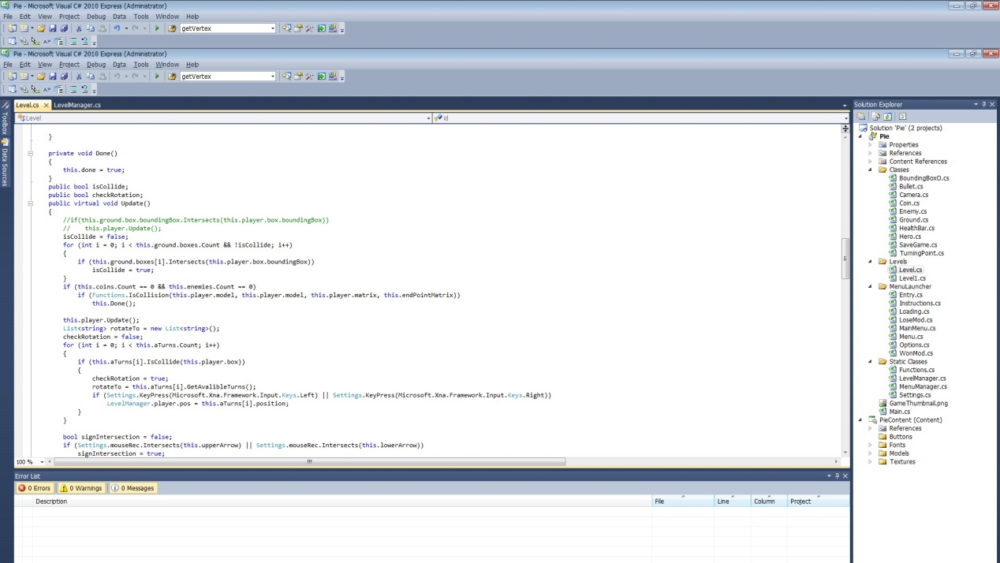 Pie - Microsoft Visual C# 2010 Express (Administrator)
File Edit View Project Debug Data Tools Window Help
getVertex
Pie - Microsoft Visual C# 2010 Express (Administrator)
File Edit View Project Debug Data Tools Window Help
getVertex
Toolbox
Data Sources
Level.cs LevelManager.cs
Level id
}
private void Done()
{
this.done = true;
}
public bool isCollide;
public bool checkRotation;
public virtual void Update()
{
//if(this.ground.box.boundingBox.Intersects(this.player.box.boundingBox))
// this.player.Update();
isCollide = false;
for (int i = 0; i < this.ground.boxes.Count && !isCollide; i++)
{
if (this.ground.boxes[i].Intersects(this.player.box.boundingBox))
isCollide = true;
}
if (this.coins.Count == 0 && this.enemies.Count == 0)
if (Functions.IsCollision(this.player.model, this.player.model, this.player.matrix, this.endPointMatrix))
this.Done();
this.player.Update();
List<string> rotateTo = new List<string>();
checkRotation = false;
for (int i = 0; i < this.aTurns.Count; i++)
{
if (this.aTurns[i].IsCollide(this.player.box))
{
checkRotation = true;
rotateTo = this.aTurns[i].GetAvalibleTurns();
if (Settings.KeyPress(Microsoft.Xna.Framework.Input.Keys.Left) || Settings.KeyPress(Microsoft.Xna.Framework.Input.Keys.Right))
LevelManager.player.pos = this.aTurns[i].position;
}
}
bool signIntersection = false;
if (Settings.mouseRec.Intersects(this.upperArrow) || Settings.mouseRec.Intersects(this.lowerArrow))
signIntersection = true;
100 %
Error List
0 Errors 0 Warnings 0 Messages
Description File Line Column Project
Solution Explorer
Solution 'Pie' (2 projects)
Pie
Properties
References
Content References
Classes
BoundingBoxO.cs
Bullet.cs
Camera.cs
Coin.cs
Enemy.cs
Ground.cs
HealthBar.cs
Hero.cs
SaveGame.cs
TurningPoint.cs
Levels
Level.cs
Level1.cs
MenuLauncher
Entry.cs
Instructions.cs
Loading.cs
LoseMod.cs
MainMenu.cs
Menu.cs
Options.cs
WonMod.cs
Static Classes
Functions.cs
LevelManager.cs
MenuManager.cs
Settings.cs
GameThumbnail.png
Main.cs
PieContent (Content)
References
Buttons
Fonts
Models
Textures